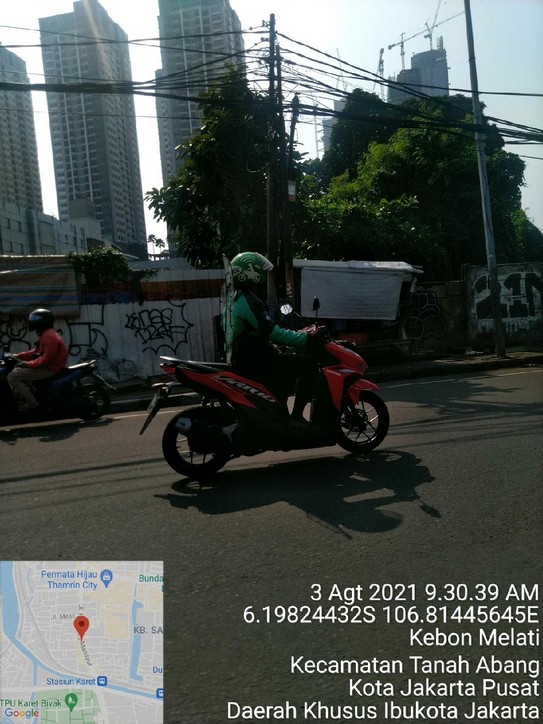 3 Agt 2021 9.30.39 AM
6.19824432S 106.81445645E
Kebon Melati
Kecamatan Tanah Abang
Kota Jakarta Pusat
Daerah Khusus Ibukota Jakarta
Permata Hijau
Thamrin City
Bunda
KB. SA
Stasiun Karet
Du
TPU Karet Bivak
Google